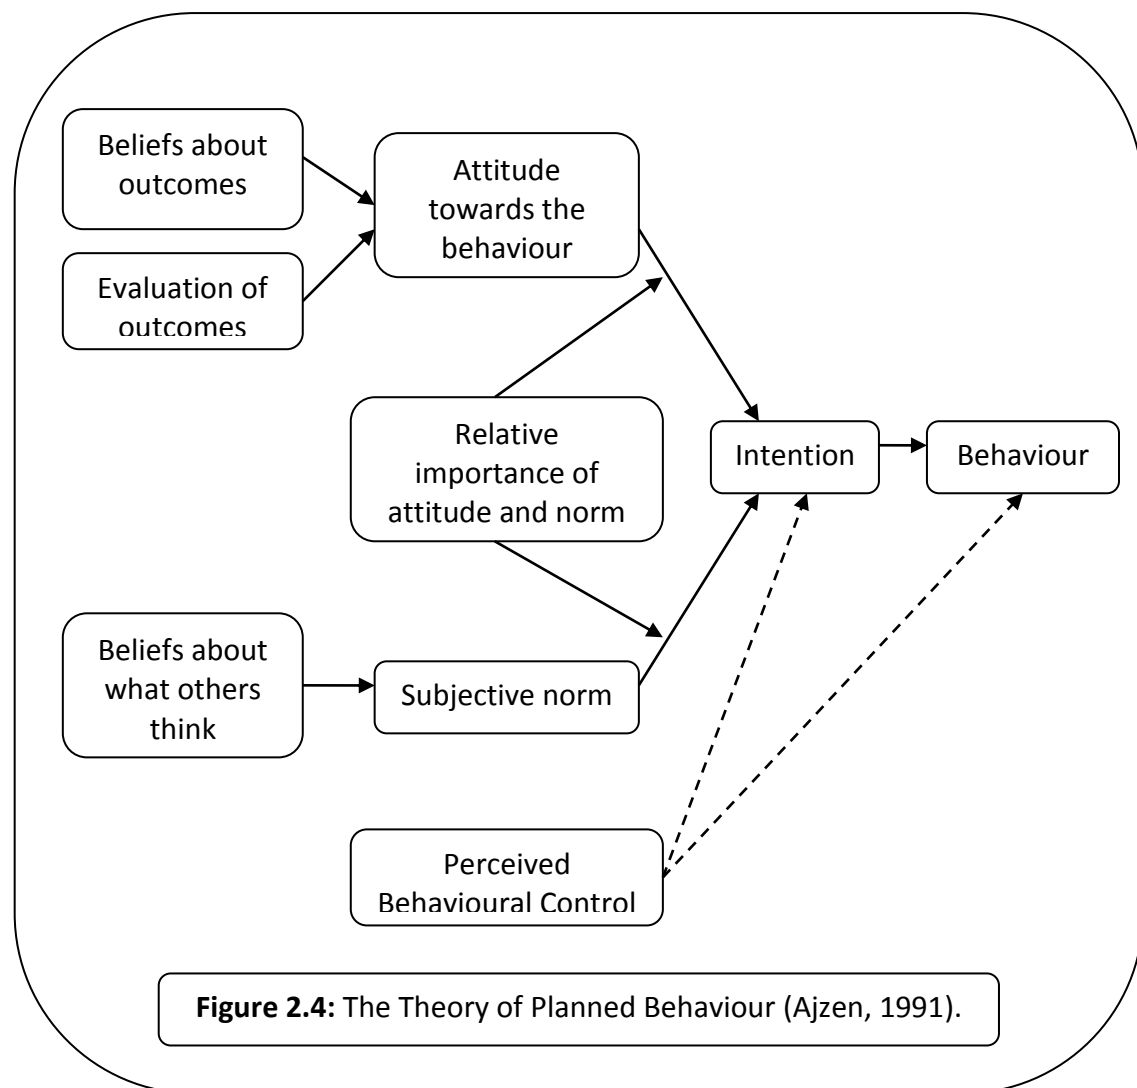 Beliefs about
outcomes
Evaluation of
outcomes
Attitude
towards the
behaviour
Relative
importance of
attitude and norm
Intention
Behaviour
Beliefs about
what others
think
Subjective norm
Perceived
Behavioural Control
Figure 2.4: The Theory of Planned Behaviour (Ajzen, 1991).